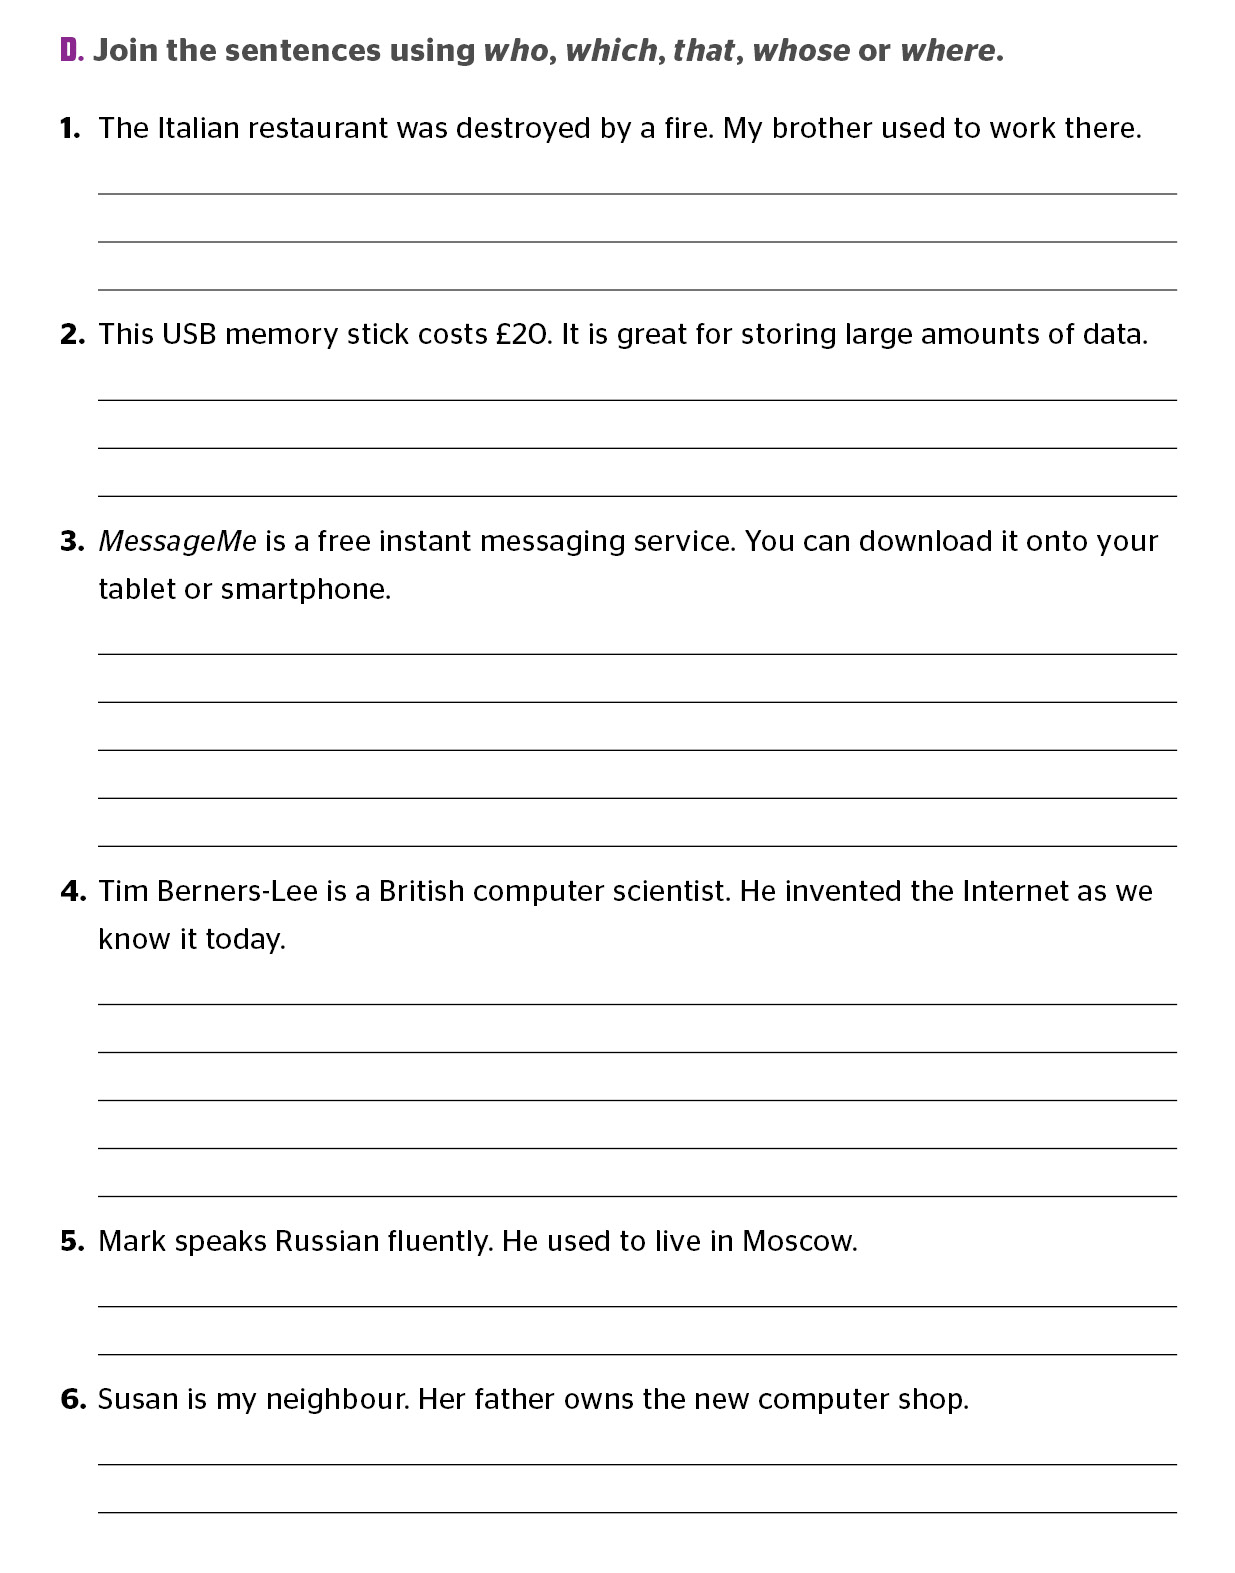 D. Join the sentences using who, which, that, whose or where.
1. The Italian restaurant was destroyed by a fire. My brother used to work there.
2. This USB memory stick costs £20. It is great for storing large amounts of data.
3. MessageMe is a free instant messaging service. You can download it onto your
tablet or smartphone.
4. Tim Berners-Lee is a British computer scientist. He invented the Internet as we
know it today.
5. Mark speaks Russian fluently. He used to live in Moscow.
6. Susan is my neighbour. Her father owns the new computer shop.